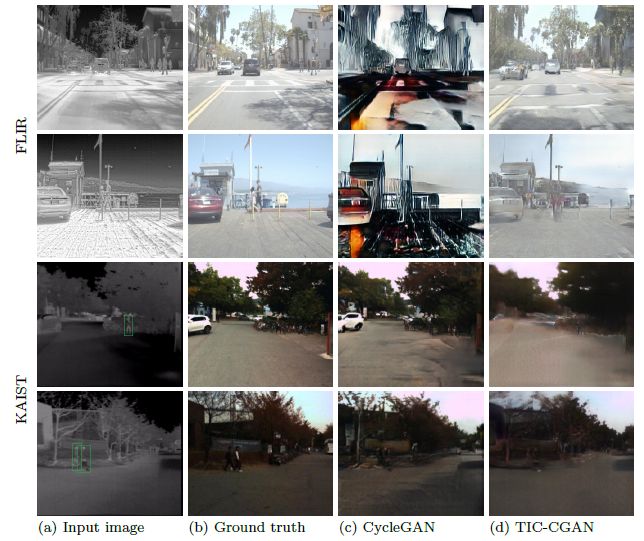 FLIR
KAIST
(a) Input image
(b) Ground truth
(c) CycleGAN
(d) TIC-CGAN